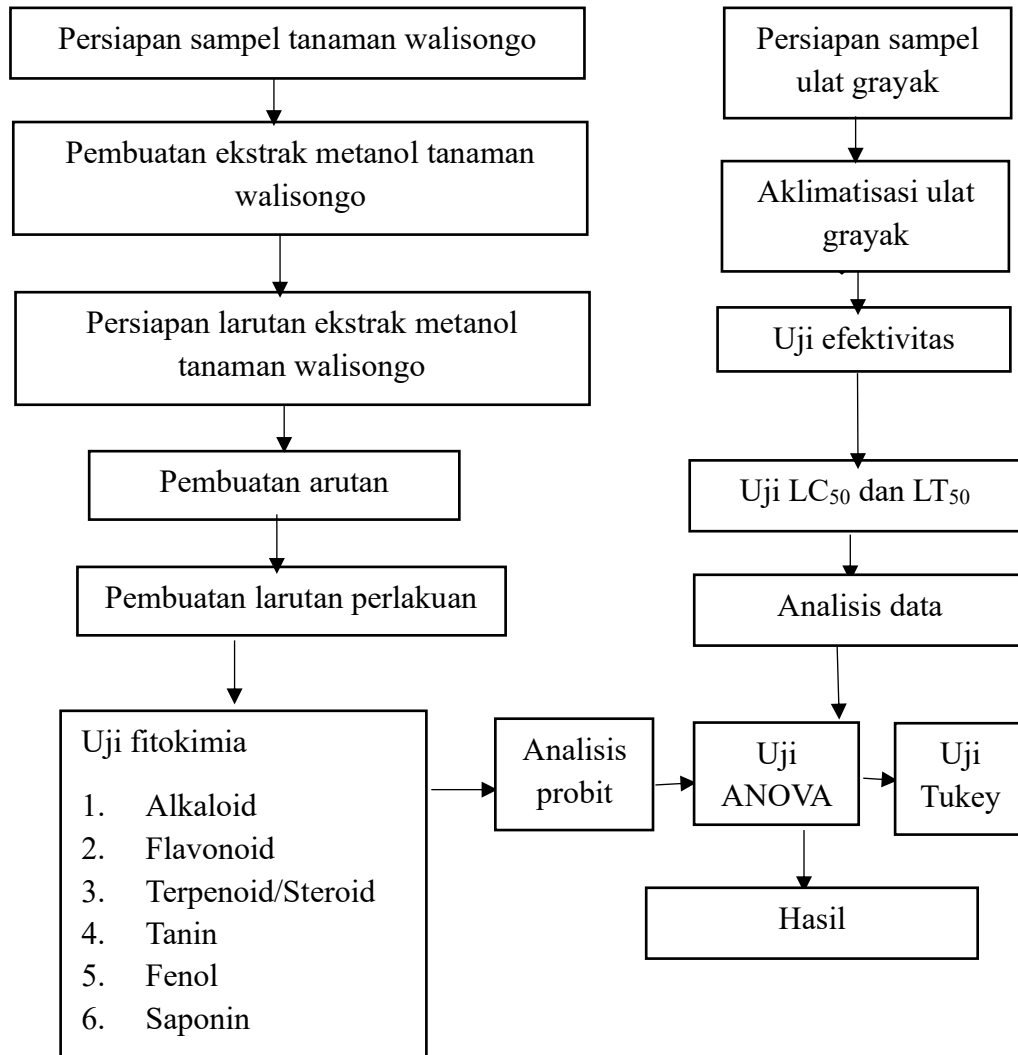 Persiapan sampel tanaman walisongo
Pembuatan ekstrak metanol tanaman
walisongo
Persiapan larutan ekstrak metanol
tanaman walisongo
Pembuatan arutan
Pembuatan larutan perlakuan
Uji fitokimia
1. Alkaloid
2. Flavonoid
3. Terpenoid/Steroid
4. Tanin
5. Fenol
6. Saponin
Persiapan sampel
ulat grayak
Aklimatisasi ulat
grayak
Uji efektivitas
Uji LC₅₀ dan LT₅₀
Analisis data
Analisis
probit
Uji
ANOVA
Uji
Tukey
Hasil